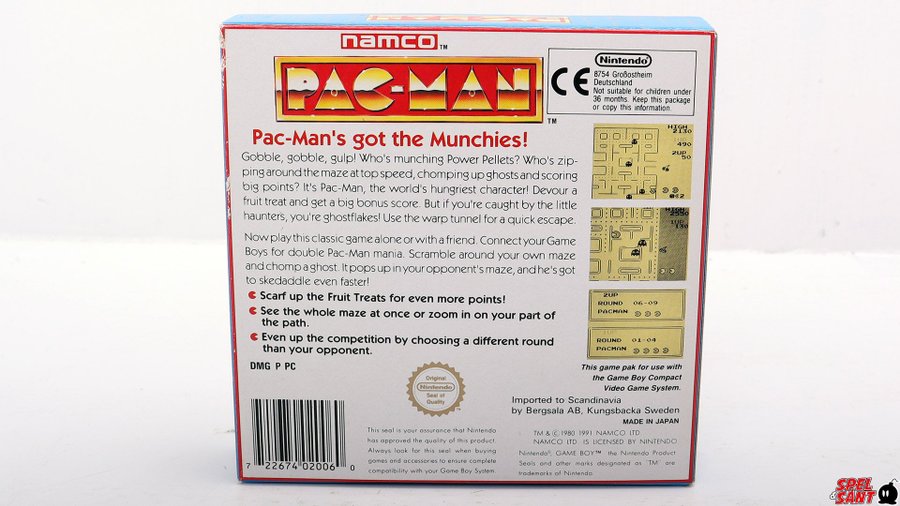 namco™
PAC-MAN™
CE
Nintendo
8754 Großostheim
Deutschland
Not suitable for children under
36 months. Keep this package
or copy this information.
Pac-Man's got the Munchies!
Gobble, gobble, gulp! Who's munching Power Pellets? Who's zip-
ping around the maze at top speed, chomping up ghosts and scoring
big points? It's Pac-Man, the world's hungriest character! Devour a
fruit treat and get a big bonus score. But if you're caught by the little
haunters, you're ghostflakes! Use the warp tunnel for a quick escape.
Now play this classic game alone or with a friend. Connect your Game
Boys for double Pac-Man mania. Scramble around your own maze
and chomp a ghost. It pops up in your opponent's maze, and he's got
to skedaddle even faster!
Scarf up the Fruit Treats for even more points!
See the whole maze at once or zoom in on your part of
the path.
Even up the competition by choosing a different round
than your opponent.
DMG P PC
HIGH
2130
490
2UP
50
HIGH
2550
1UP
2UP
ROUND 06-09
PACMAN
ROUND 01-04
PACMAN
This game pak for use with
the Game Boy Compact
Video Game System.
Original
Nintendo
Seal of
Quality
Imported to Scandinavia
by Bergsala AB, Kungsbacka Sweden
MADE IN JAPAN
This seal is your assurance that Nintendo
has approved the quality of this product.
Always look for this seal when buying
games and accessories to ensure complete
compatibility with your Game Boy System.
TM & © 1980 1991 NAMCO LTD.
NAMCO LTD. IS LICENSED BY NINTENDO
Nintendo®, GAME BOY™ the Nintendo Product
Seals and other marks designated as "TM" are
trademarks of Nintendo.
7 22674 02006 0
SPEL
SANT